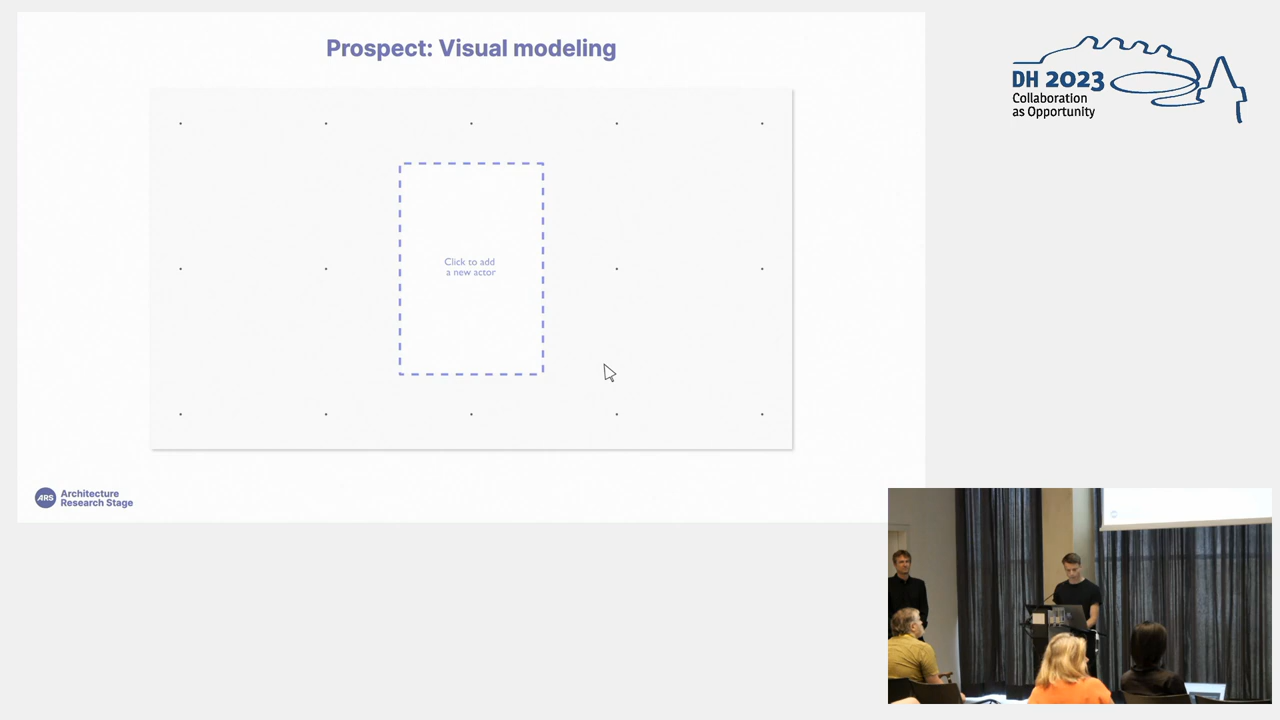 Prospect: Visual modeling
DH 2023
Collaboration
as Opportunity
Click to add
a new actor
ARS
Architecture
Research Stage